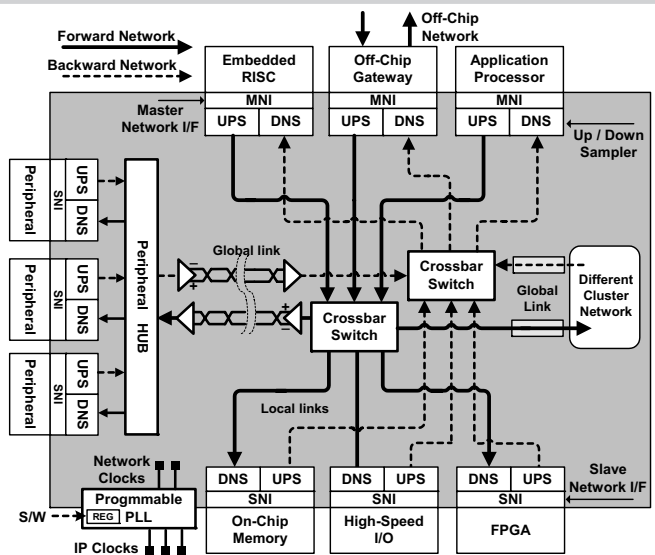 Forward Network
Backward Network
Off-Chip
Network
Embedded
RISC
Off-Chip
Gateway
Application
Processor
MNI
MNI
MNI
UPS
DNS
UPS
DNS
UPS
DNS
Master
Network I/F
Up / Down
Sampler
Peripheral
SNI
UPS
DNS
Peripheral
SNI
UPS
DNS
Peripheral
SNI
UPS
DNS
Peripheral HUB
Global link
−
+
+
−
Crossbar
Switch
Crossbar
Switch
Global
Link
Different
Cluster
Network
Local links
DNS
UPS
DNS
UPS
DNS
UPS
SNI
SNI
SNI
On-Chip
Memory
High-Speed
I/O
FPGA
Slave
Network I/F
Network
Clocks
Progmmable
REG
PLL
S/W
IP Clocks